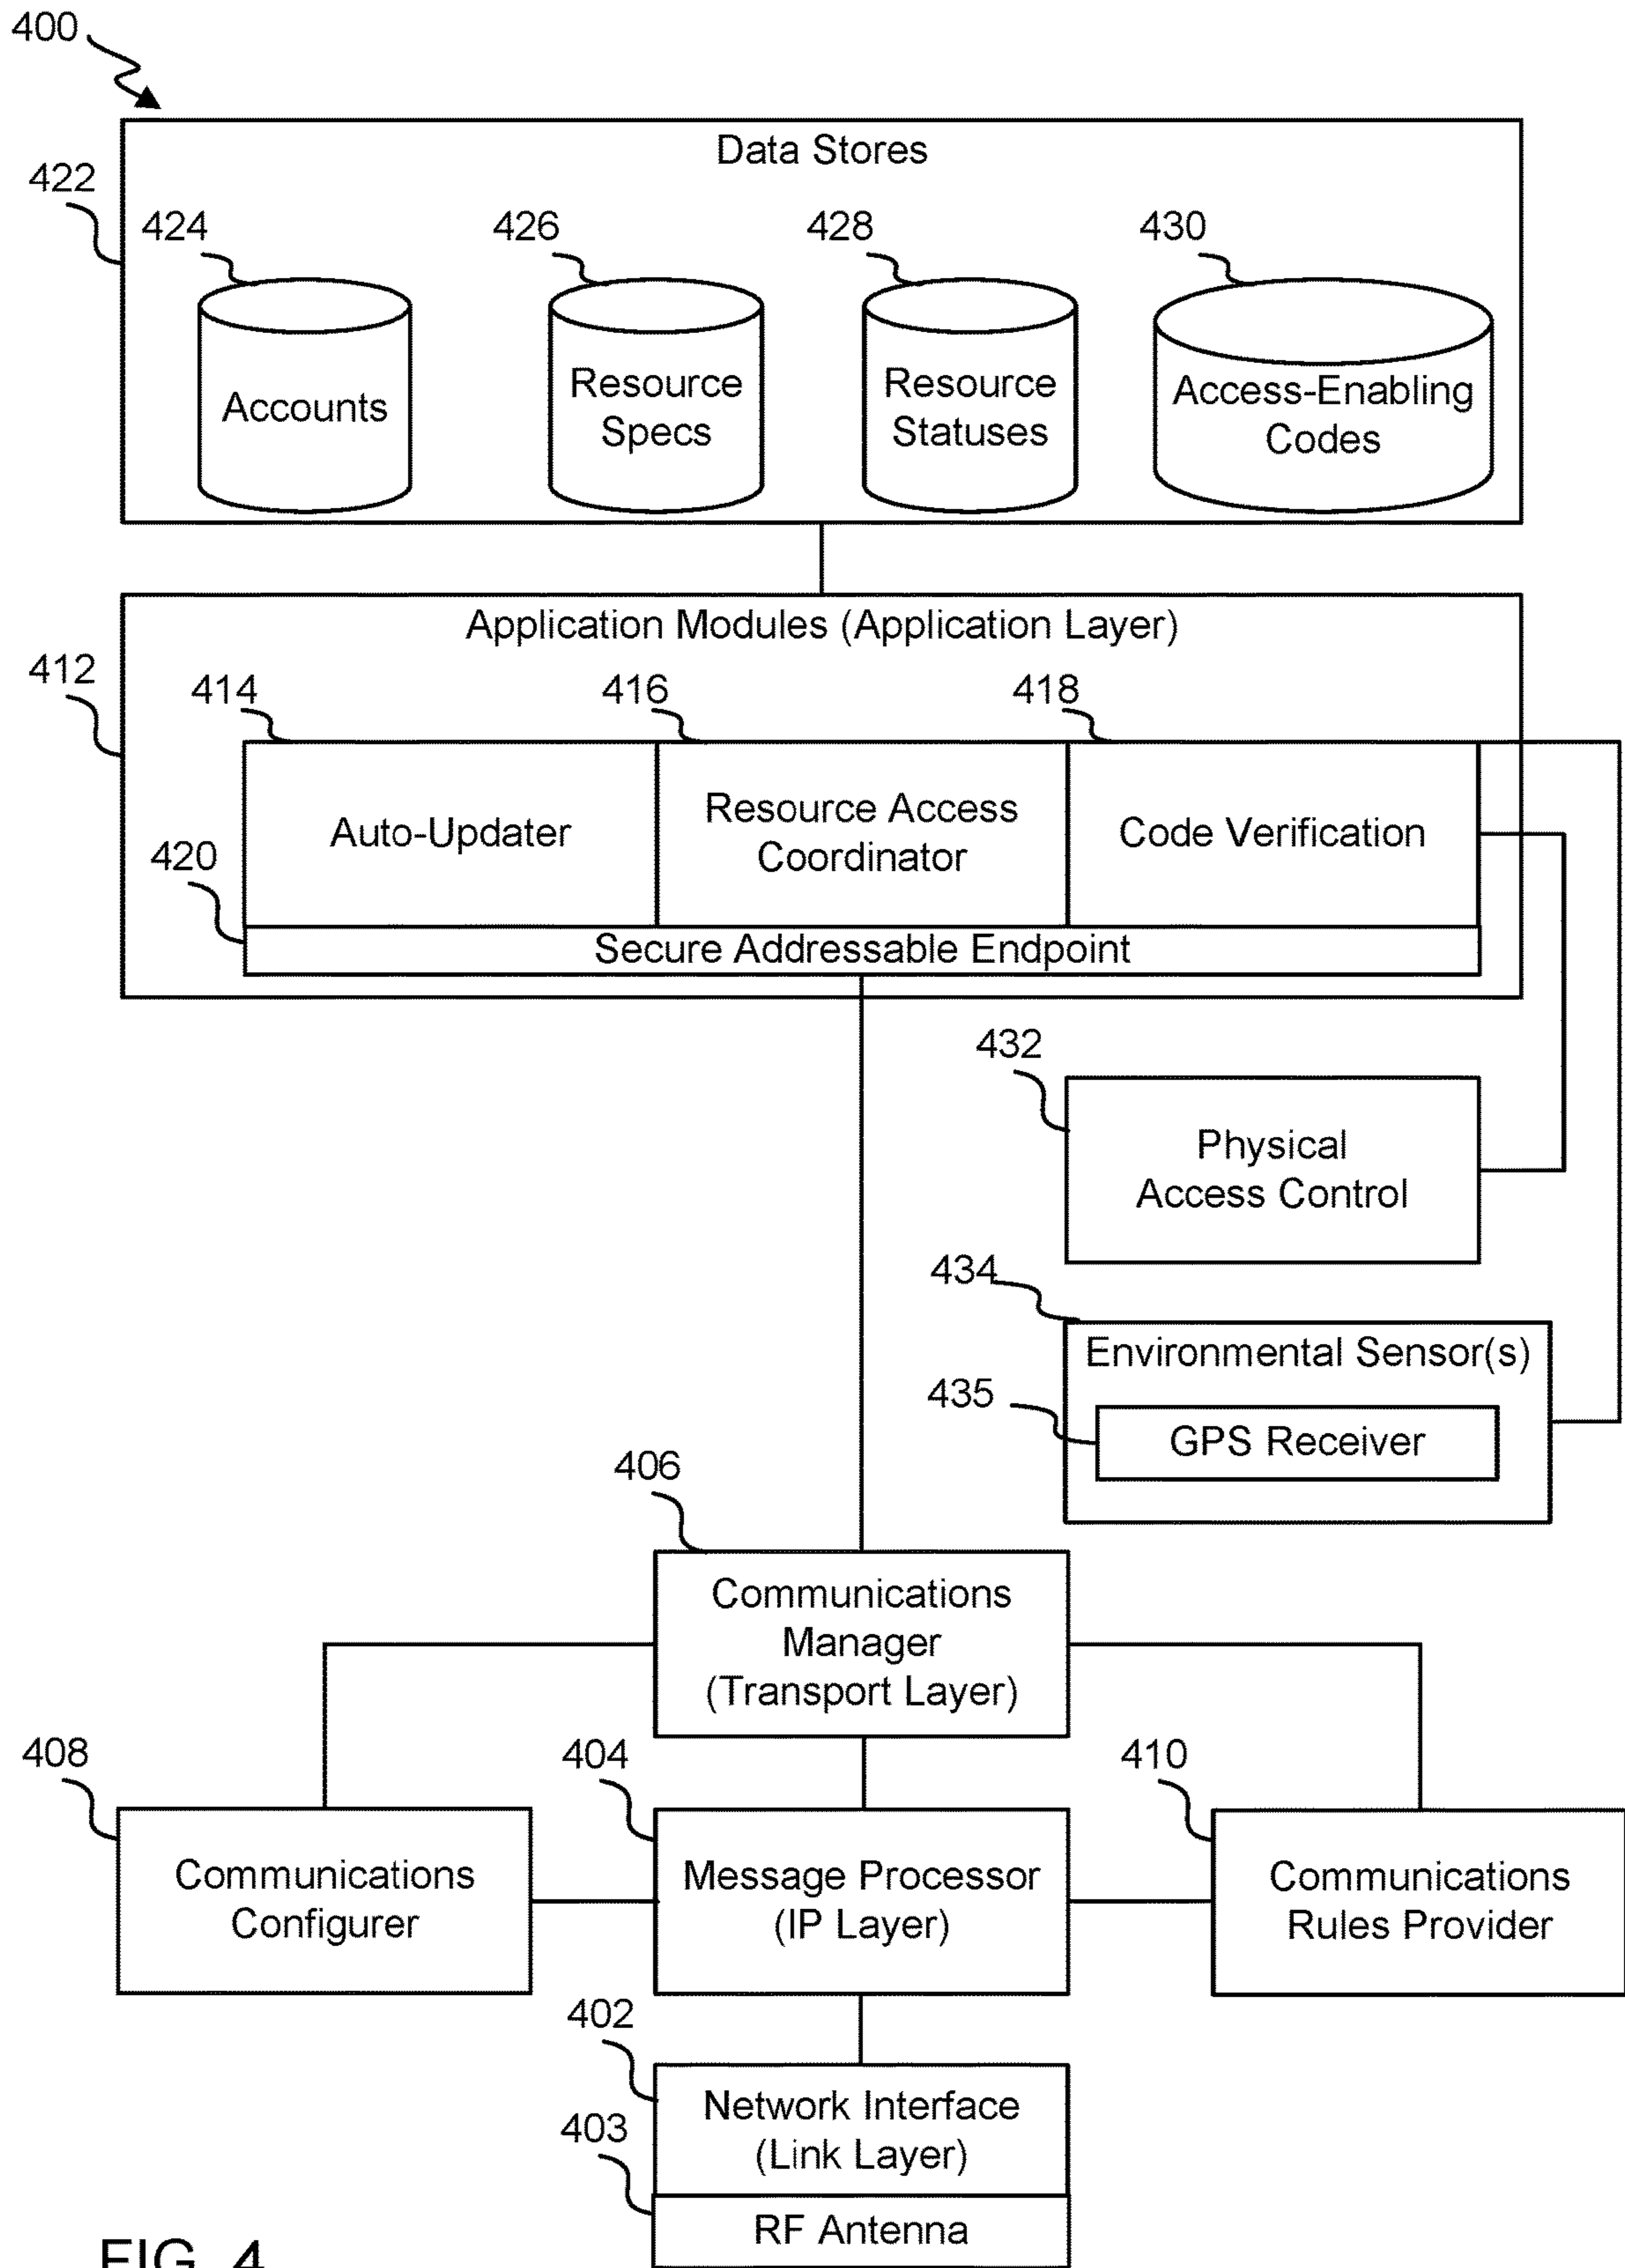 400
Data Stores
422
424
426
428
430
Accounts
Resource
Specs
Resource
Statuses
Access-Enabling
Codes
Application Modules (Application Layer)
412
414
416
418
Auto-Updater
Resource Access
Coordinator
Code Verification
420
Secure Addressable Endpoint
432
Physical
Access Control
434
Environmental Sensor(s)
435
GPS Receiver
406
Communications
Manager
(Transport Layer)
408
404
410
Communications
Configurer
Message Processor
(IP Layer)
Communications
Rules Provider
402
Network Interface
(Link Layer)
403
RF Antenna
FIG. 4